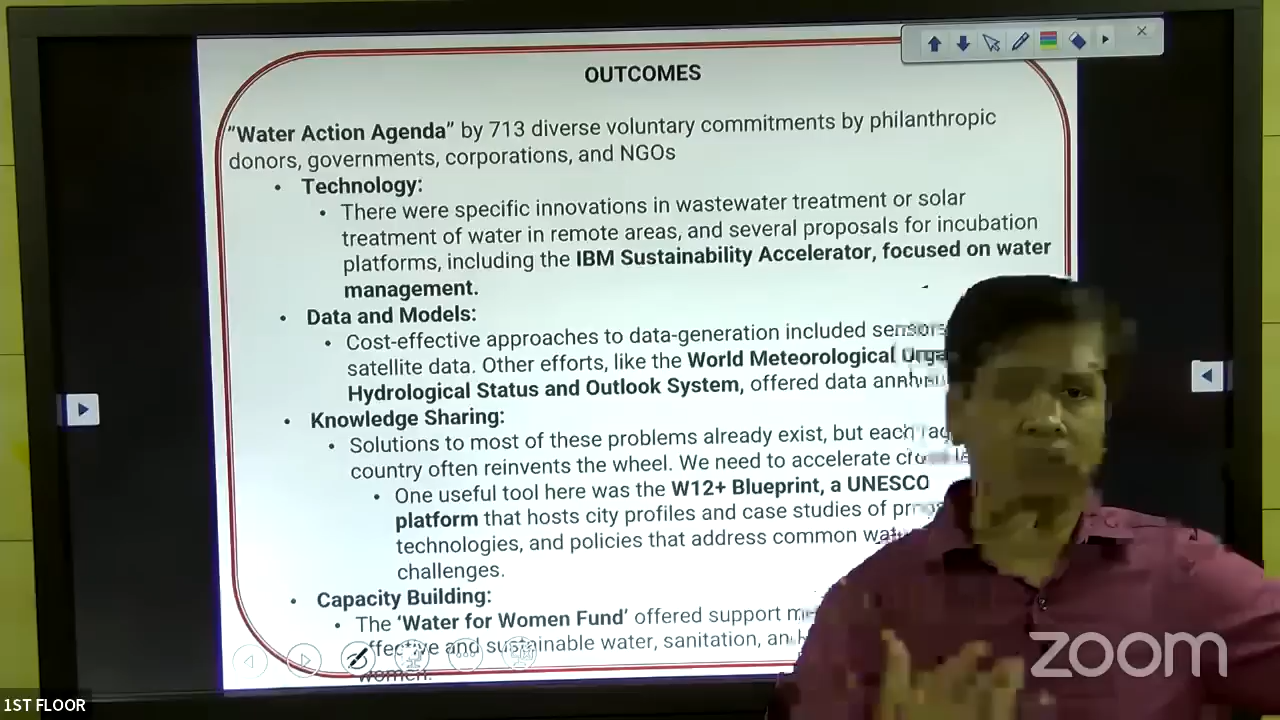 OUTCOMES
"Water Action Agenda" by 713 diverse voluntary commitments by philanthropic
donors, governments, corporations, and NGOs
• Technology:
• There were specific innovations in wastewater treatment or solar
treatment of water in remote areas, and several proposals for incubation
platforms, including the IBM Sustainability Accelerator, focused on water
management.
• Data and Models:
• Cost-effective approaches to data-generation included sensors
satellite data. Other efforts, like the World Meteorological
Hydrological Status and Outlook System, offered data
• Knowledge Sharing:
• Solutions to most of these problems already exist, but each
country often reinvents the wheel. We need to accelerate
• One useful tool here was the W12+ Blueprint, a UNESCO
platform that hosts city profiles and case studies of
technologies, and policies that address common
challenges.
• Capacity Building:
• The 'Water for Women Fund' offered support
effective and sustainable water, sanitation,
women.
zoom
1ST FLOOR